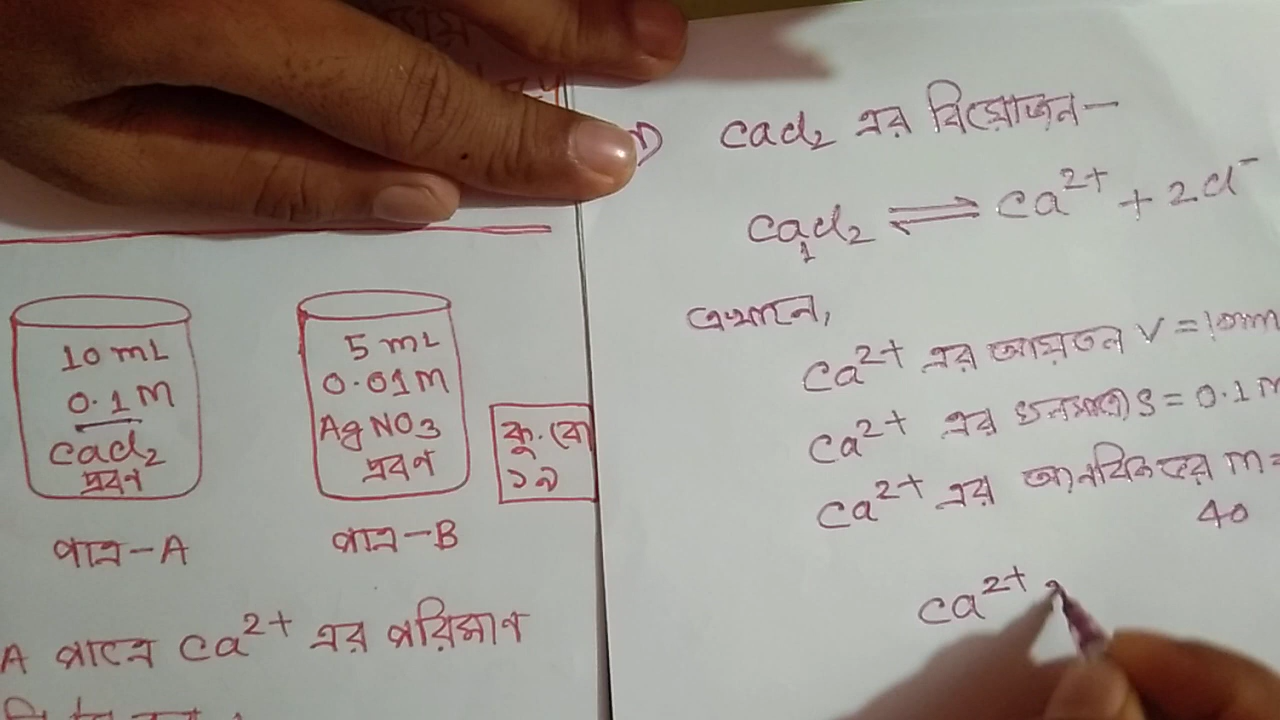 10 mL
0.1 M
CaCl₂
দ্রবণ
পাত্র-A
5 mL
0.01 M
AgNO₃
দ্রবণ
পাত্র-B
কু. বো
১৯
A পাত্রে Ca²⁺ এর পরিমাণ
CaCl₂ এর বিয়োজন—
CaCl₂ ⇌ Ca²⁺ + 2Cl⁻
1
এখানে,
Ca²⁺ এর আয়তন V = 10m
Ca²⁺ এর ঘনমাত্রা S = 0.1 M
Ca²⁺ এর আনবিক ভর M =
40
Ca²⁺